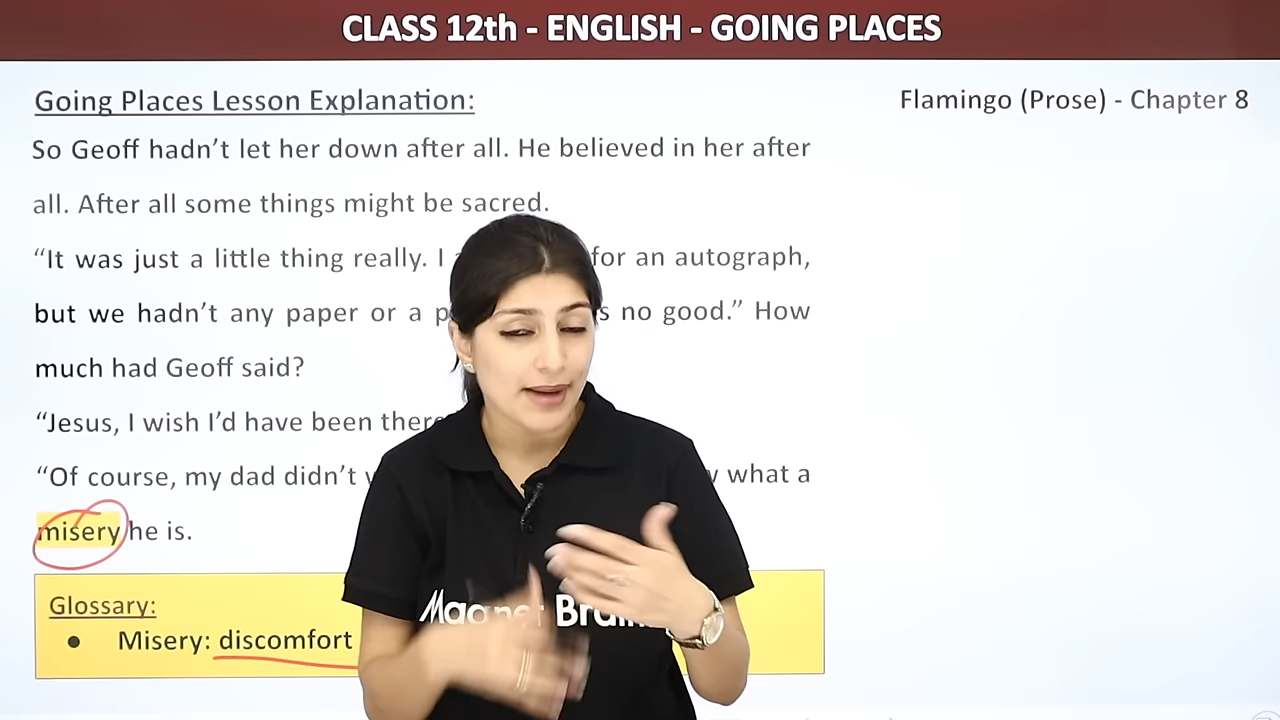 CLASS 12th - ENGLISH - GOING PLACES
Going Places Lesson Explanation:
Flamingo (Prose) - Chapter 8
So Geoff hadn’t let her down after all. He believed in her after
all. After all some things might be sacred.
“It was just a little thing really. I for an autograph,
but we hadn’t any paper or a no good.” How
much had Geoff said?
“Jesus, I wish I’d have been there
“Of course, my dad didn’t what a
misery he is.
Glossary:
● Misery: discomfort
Magnet